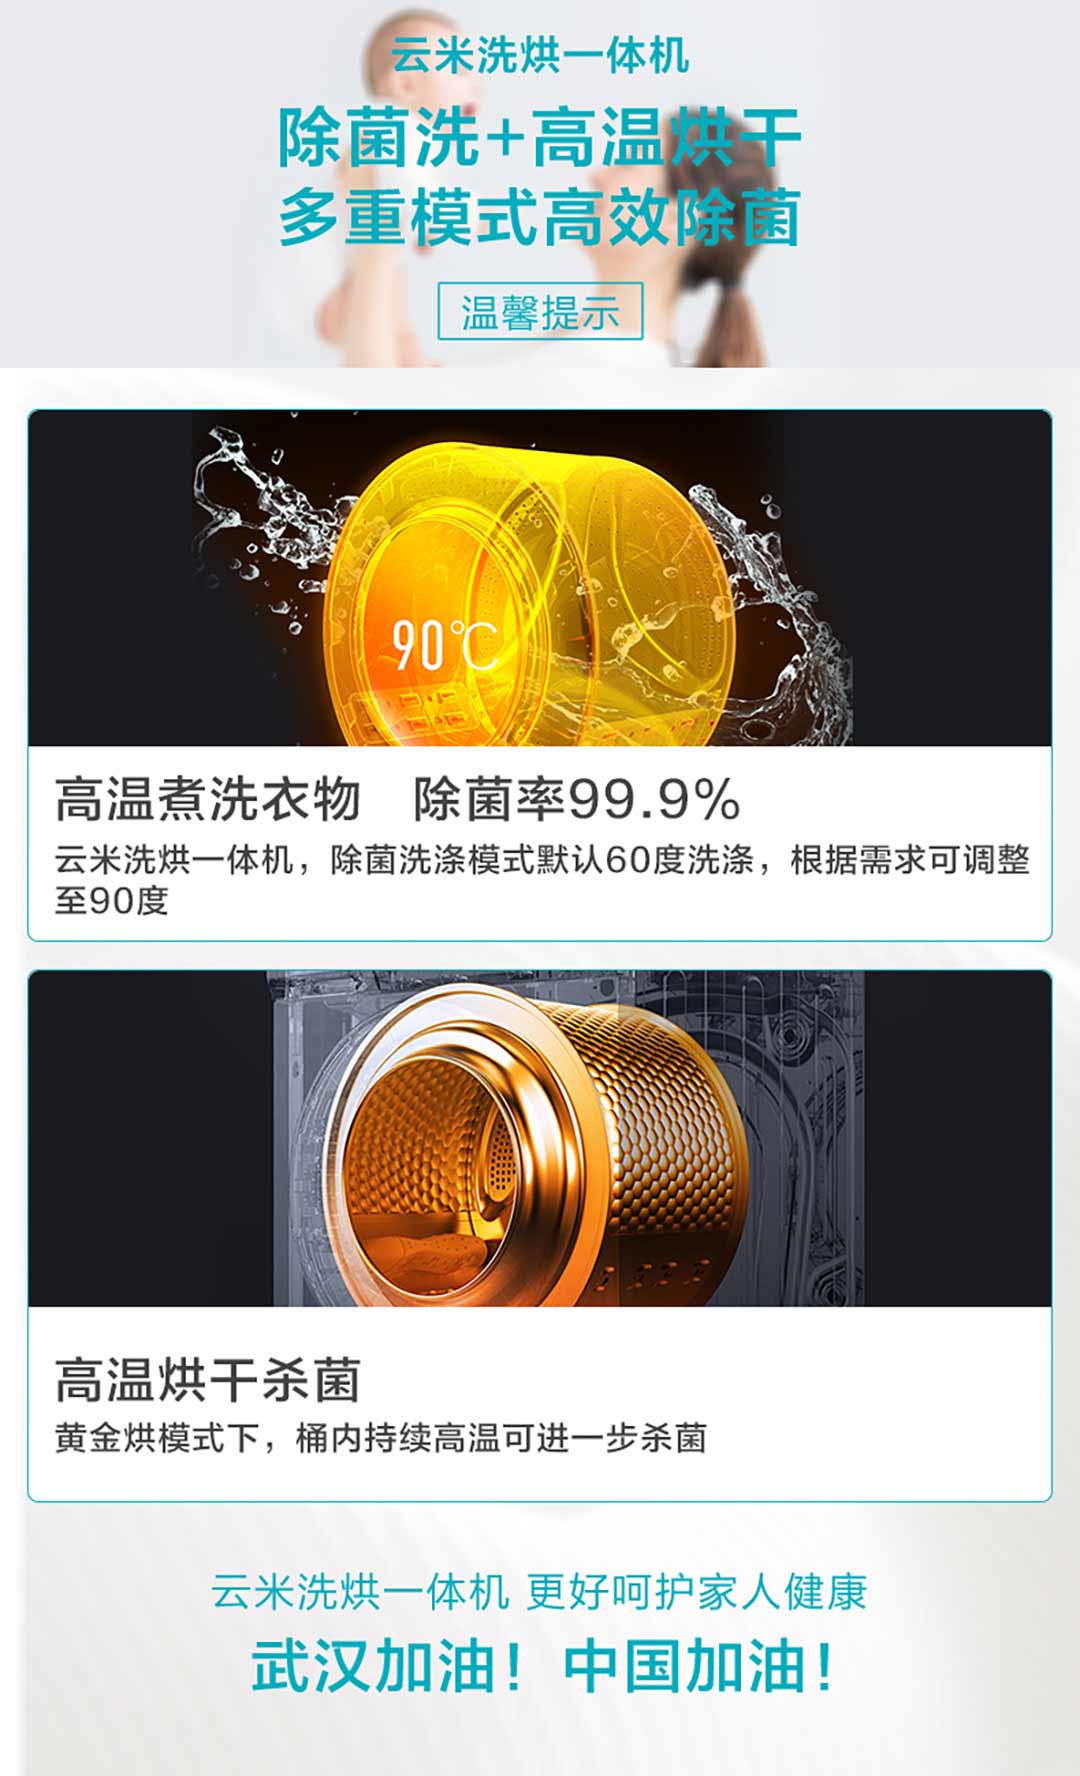 云米洗烘一体机
除菌洗+高温烘干
多重模式高效除菌
温馨提示
90℃
高温煮洗衣物 除菌率99.9%
云米洗烘一体机，除菌洗涤模式默认60度洗涤，根据需求可调整
至90度
高温烘干杀菌
黄金烘模式下，桶内持续高温可进一步杀菌
云米洗烘一体机 更好呵护家人健康
武汉加油！中国加油！